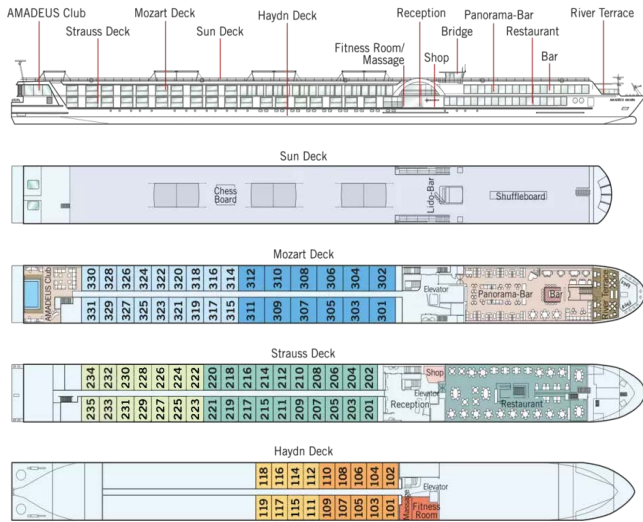 AMADEUS Club
Mozart Deck
Haydn Deck
Reception
Panorama-Bar
River Terrace
Strauss Deck
Sun Deck
Bridge
Restaurant
Fitness Room/
Massage
Shop
Bar
Sun Deck
Chess
Board
Lido-Bar
Shuffleboard
Mozart Deck
AMADEUS Club
330 328 326 324 322 320 318 316 314 312 310 308 306 304 302
331 329 327 325 323 321 319 317 315 311 309 307 305 303 301
Elevator
Panorama-Bar
Bar
River
Terrace
Strauss Deck
234 232 230 228 226 224 222 220 218 216 214 212 210 208 206 204 202
235 233 231 229 227 225 223 221 219 217 215 211 209 207 205 203 201
Shop
Elevator
Reception
Restaurant
Haydn Deck
118 116 114 112 110 108 106 104 102
119 117 115 111 109 107 105 103 101
Elevator
Massage
Fitness
Room